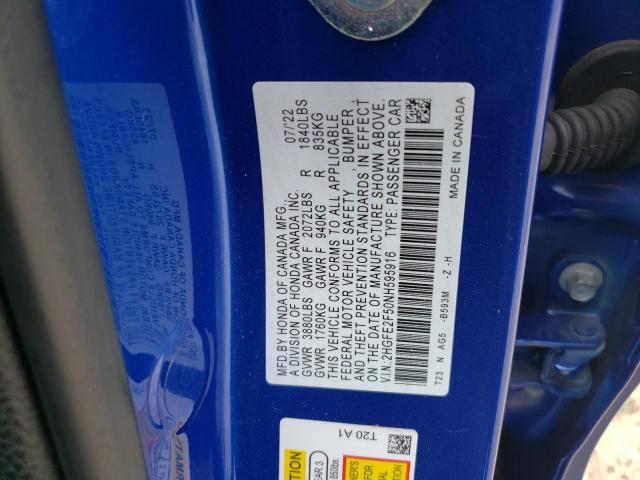 MFD.BY HONDA OF CANADA MFG. 07/'22
A DIVISION OF HONDA CANADA INC.
GVWR 3880LBS GAWR F 2072LBS R 1840LBS
GVWR 1760KG GAWR F 940KG R 835KG
THIS VEHICLE CONFORMS TO ALL APPLICABLE
FEDERAL MOTOR VEHICLE SAFETY BUMPER,
AND THEFT PREVENTION STANDARDS IN EFFECT
ON THE DATE OF MANUFACTURE SHOWN ABOVE.
V.I.N.:2HGFE2F50NH595916 TYPE: PASSENGER CAR
T23 N AG5 -B593M -Z -H MADE IN CANADA
T20 A1